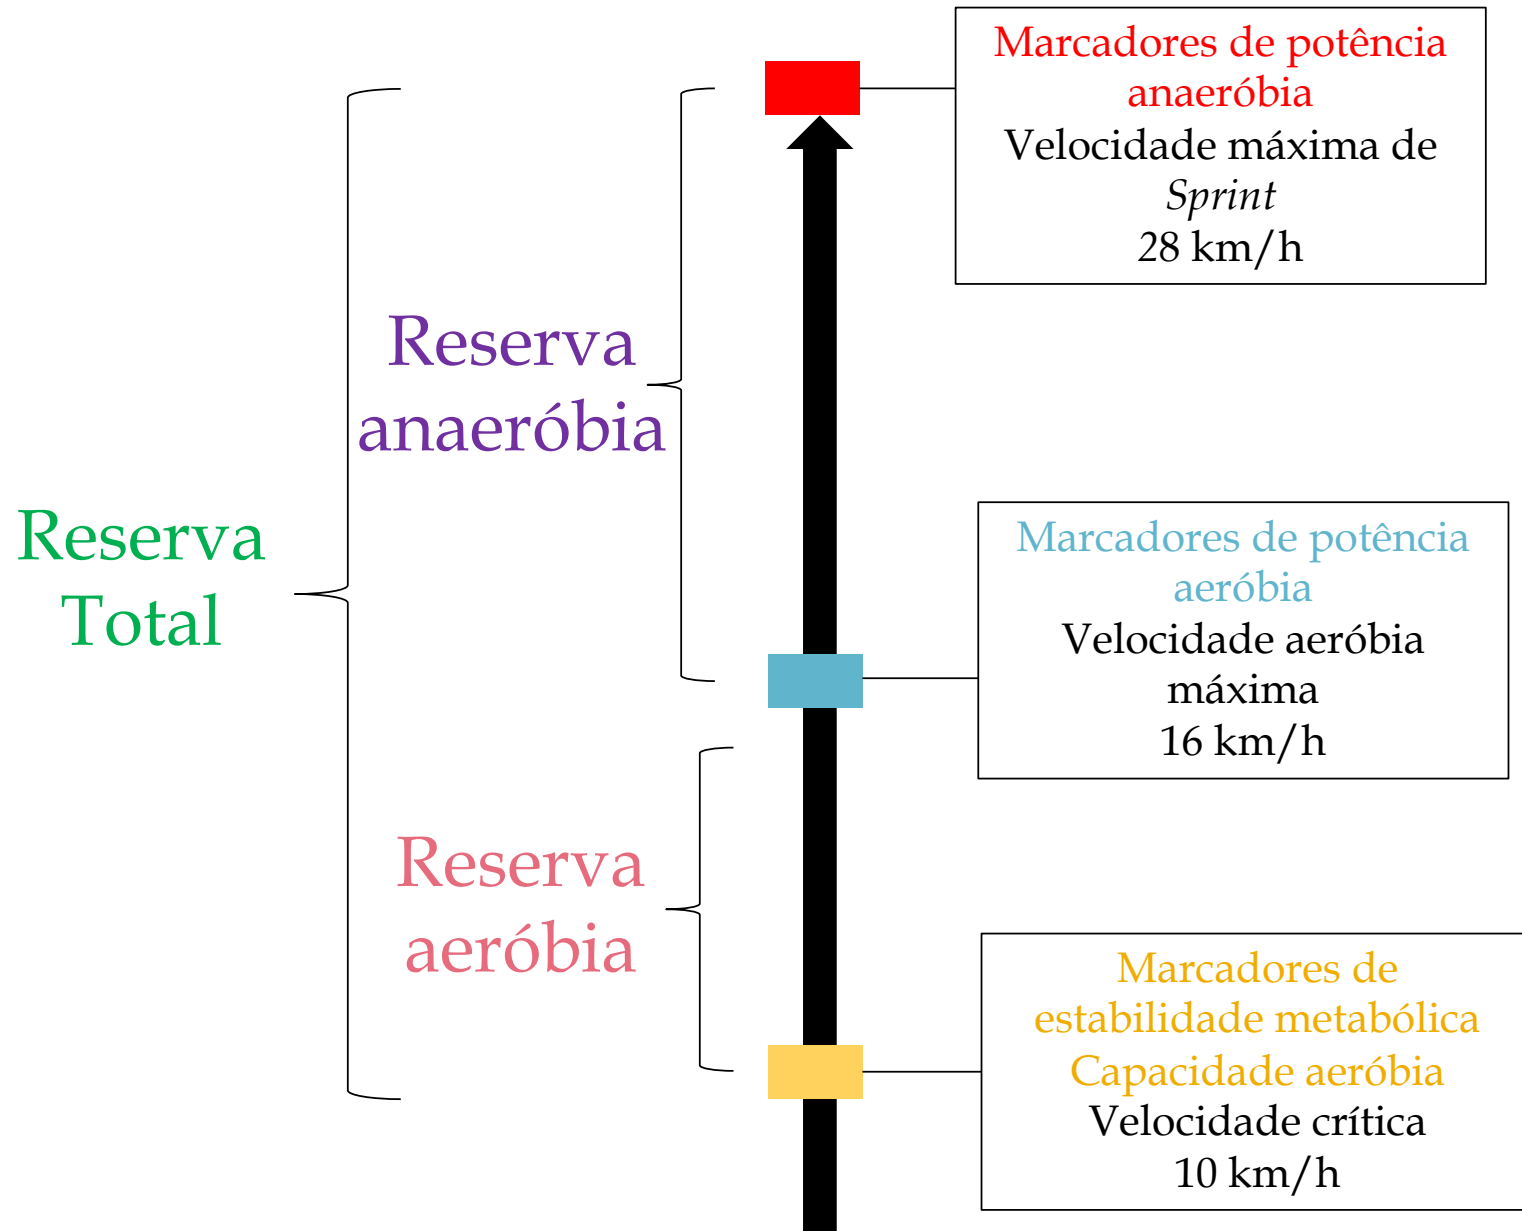 Marcadores de potência
anaeróbia
Velocidade máxima de
Sprint
28 km/h
Reserva
anaeróbia
Reserva
Total
Marcadores de potência
aeróbia
Velocidade aeróbia
máxima
16 km/h
Reserva
aeróbia
Marcadores de
estabilidade metabólica
Capacidade aeróbia
Velocidade crítica
10 km/h